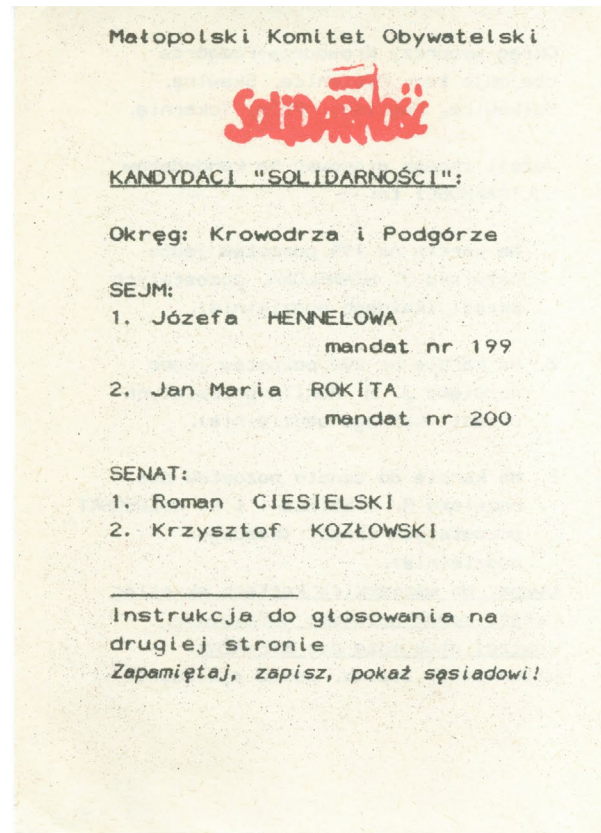 Małopolski Komitet Obywatelski
SOLIDARNOŚĆ
KANDYDACI "SOLIDARNOŚCI":
Okręg: Krowodrza i Podgórze
SEJM:
1. Józefa HENNELOWA
mandat nr 199
2. Jan Maria ROKITA
mandat nr 200
SENAT:
1. Roman CIESIELSKI
2. Krzysztof KOZŁOWSKI
Instrukcja do głosowania na
drugiej stronie
Zapamiętaj, zapisz, pokaż sąsiadowi!